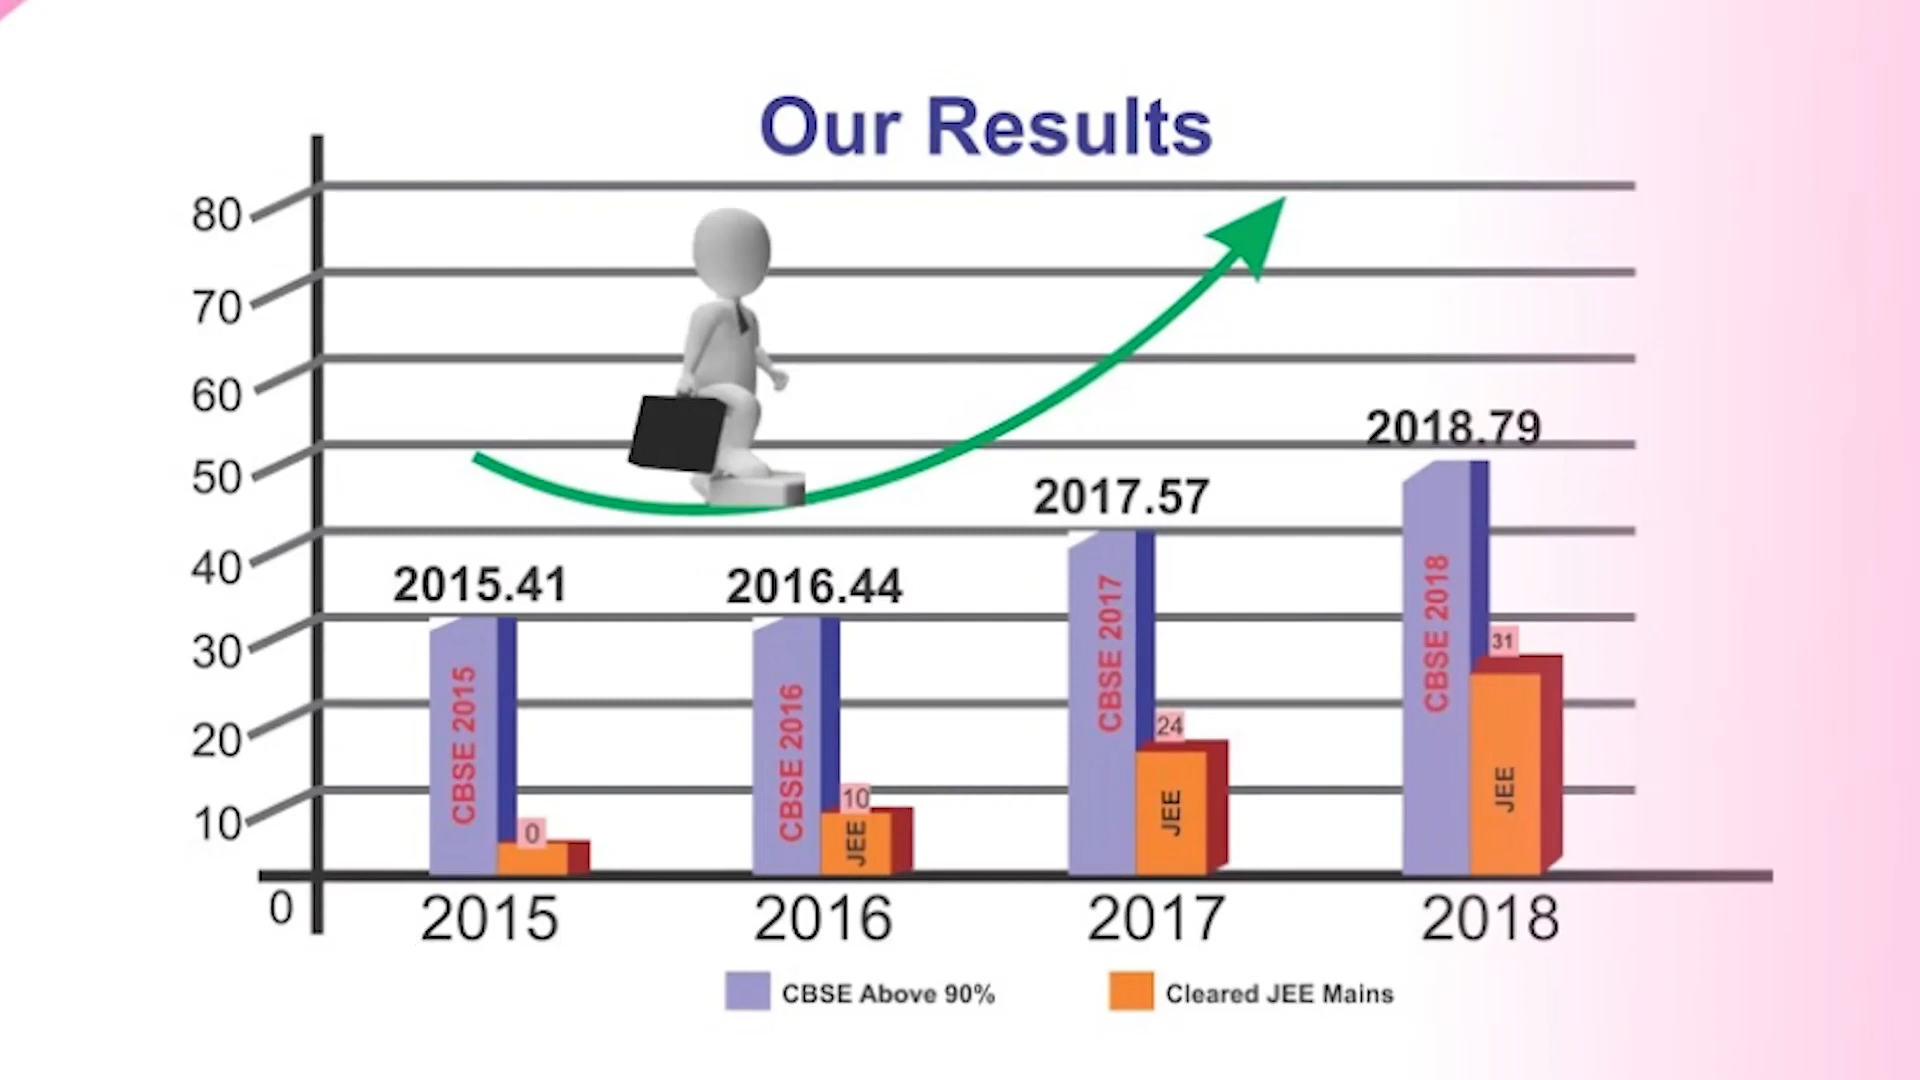 Our Results
80
70
60
50
40
30
20
10
0
2015.41
2016.44
2017.57
2018.79
CBSE 2015
0
CBSE 2016
10
JEE
CBSE 2017
24
JEE
CBSE 2018
31
JEE
2015 2016 2017 2018
CBSE Above 90% Cleared JEE Mains